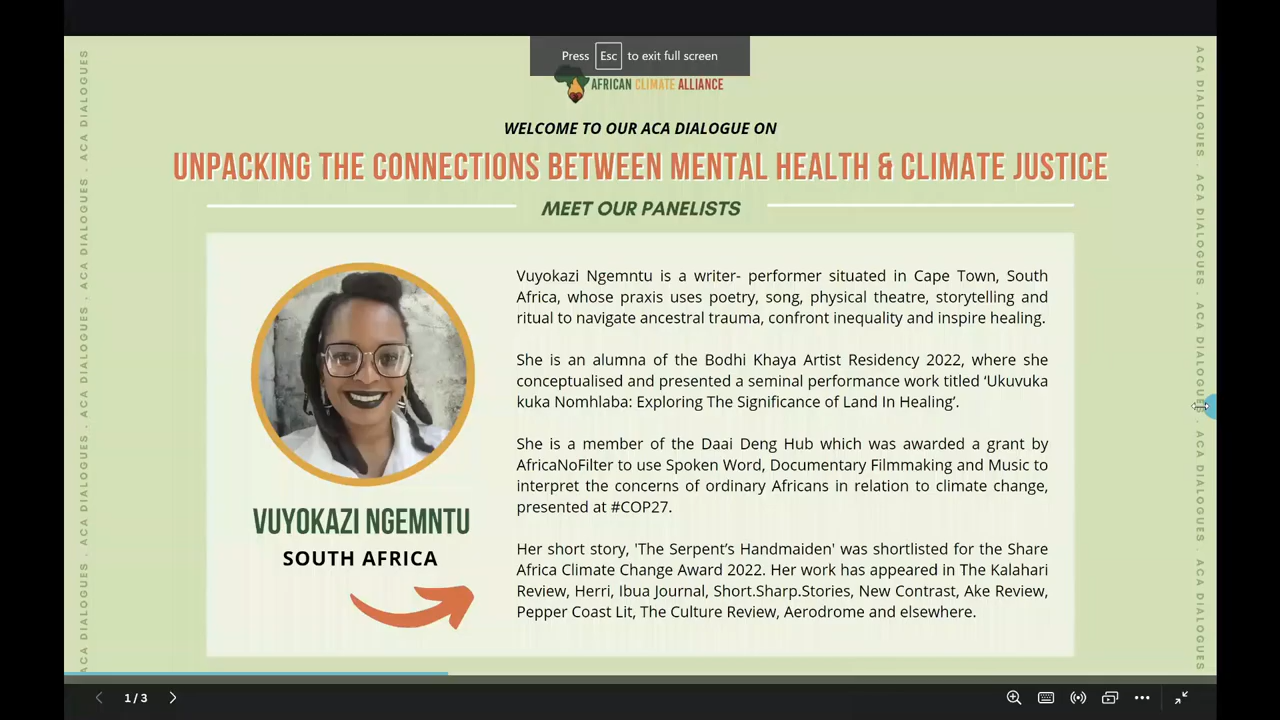 Press Esc to exit full screen
AFRICAN CLIMATE ALLIANCE
WELCOME TO OUR ACA DIALOGUE ON
UNPACKING THE CONNECTIONS BETWEEN MENTAL HEALTH & CLIMATE JUSTICE
MEET OUR PANELISTS
Vuyokazi Ngemntu is a writer- performer situated in Cape Town, South
Africa, whose praxis uses poetry, song, physical theatre, storytelling and
ritual to navigate ancestral trauma, confront inequality and inspire healing.
She is an alumna of the Bodhi Khaya Artist Residency 2022, where she
conceptualised and presented a seminal performance work titled ‘Ukuvuka
kuka Nomhlaba: Exploring The Significance of Land In Healing’.
She is a member of the Daai Deng Hub which was awarded a grant by
AfricaNoFilter to use Spoken Word, Documentary Filmmaking and Music to
interpret the concerns of ordinary Africans in relation to climate change,
presented at #COP27.
Her short story, 'The Serpent’s Handmaiden' was shortlisted for the Share
Africa Climate Change Award 2022. Her work has appeared in The Kalahari
Review, Herri, Ibua Journal, Short.Sharp.Stories, New Contrast, Ake Review,
Pepper Coast Lit, The Culture Review, Aerodrome and elsewhere.
VUYOKAZI NGEMNTU
SOUTH AFRICA
ACA DIALOGUES . ACA DIALOGUES . ACA DIALOGUES . ACA DIALOGUES . ACA DIALOGUES
ACA DIALOGUES . ACA DIALOGUES . ACA DIALOGUES . ACA DIALOGUES . ACA DIALOGUES
1 / 3